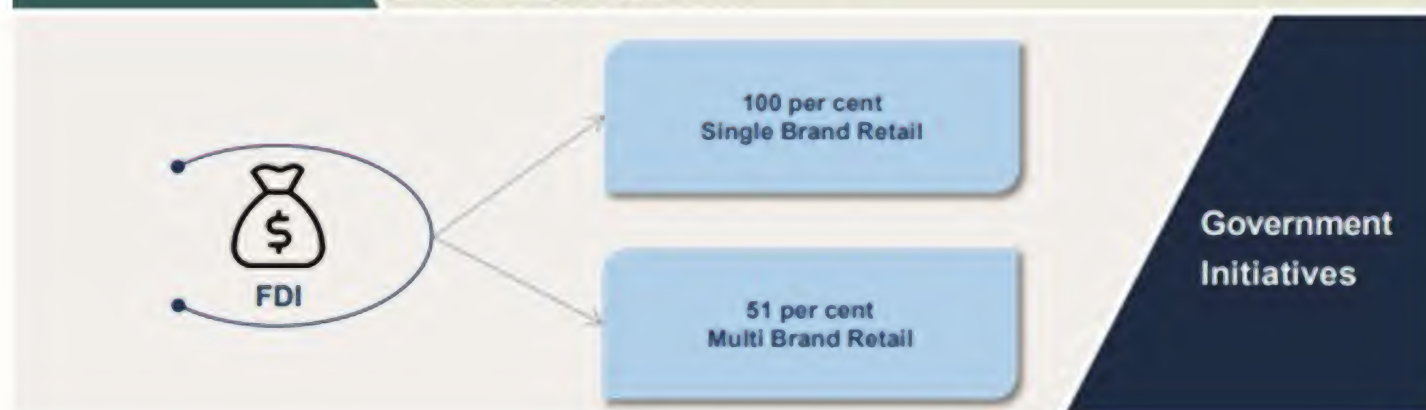 100 per cent
Single Brand Retail
$
FDI
51 per cent
Multi Brand Retail
Government
Initiatives